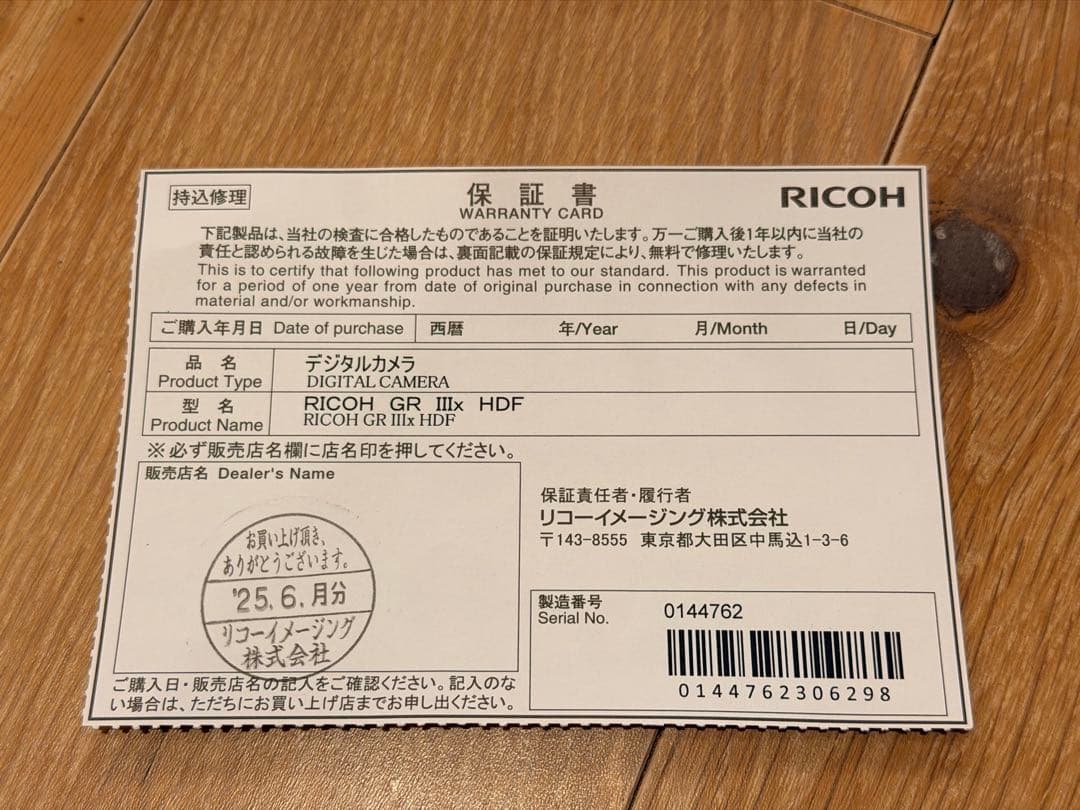 持込修理
保証書
WARRANTY CARD
RICOH
下記製品は、当社の検査に合格したものであることを証明いたします。万一ご購入後1年以内に当社の
責任と認められる故障を生じた場合は、裏面記載の保証規定により、無料で修理いたします。
This is to certify that following product has met to our standard. This product is warranted
for a period of one year from date of original purchase in connection with any defects in
material and/or workmanship.
ご購入年月日 Date of purchase 西暦 年/Year 月/Month 日/Day
品名 デジタルカメラ
Product Type DIGITAL CAMERA
型名 RICOH GR IIIx HDF
Product Name RICOH GR IIIx HDF
※必ず販売店名欄に店名印を押してください。
販売店名 Dealer's Name
お買い上げ頂き、
ありがとうございます。
'25.6.月分
リコーイメージング
株式会社
ご購入日・販売店名の記入をご確認ください。記入のな
い場合は、ただちにお買い上げ店までお申し出ください。
保証責任者・履行者
リコーイメージング株式会社
〒143-8555 東京都大田区中馬込1-3-6
製造番号 0144762
Serial No.
0144762306298